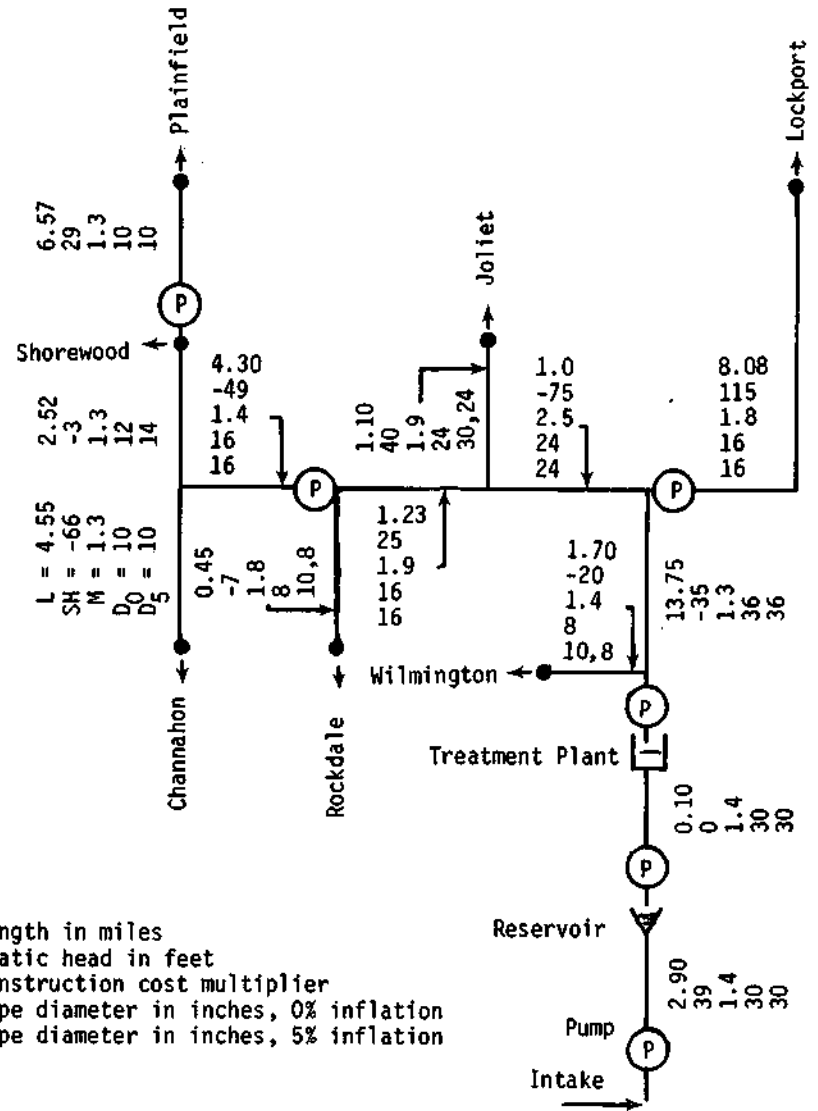 Plainfield
6.57
29
1.3
10
10
P
Shorewood
2.52
-3
1.3
12
14
4.30
-49
1.4
16
16
Joliet
1.10
40
1.9
24
30,24
1.0
-75
2.5
24
24
Lockport
8.08
115
1.8
16
16
P
P
L = 4.55
SH = -66
M = 1.3
D0 = 10
D5 = 10
0.45
-7
1.8
8
10,8
1.23
25
1.9
16
16
1.70
-20
1.4
8
10,8
13.75
-35
1.3
36
36
Channahon
Rockdale
Wilmington
P
Treatment Plant
0.10
0
1.4
30
30
P
Reservoir
2.90
39
1.4
30
30
Pump
P
Intake
ngth in miles
atic head in feet
nstruction cost multiplier
pe diameter in inches, 0% inflation
pe diameter in inches, 5% inflation